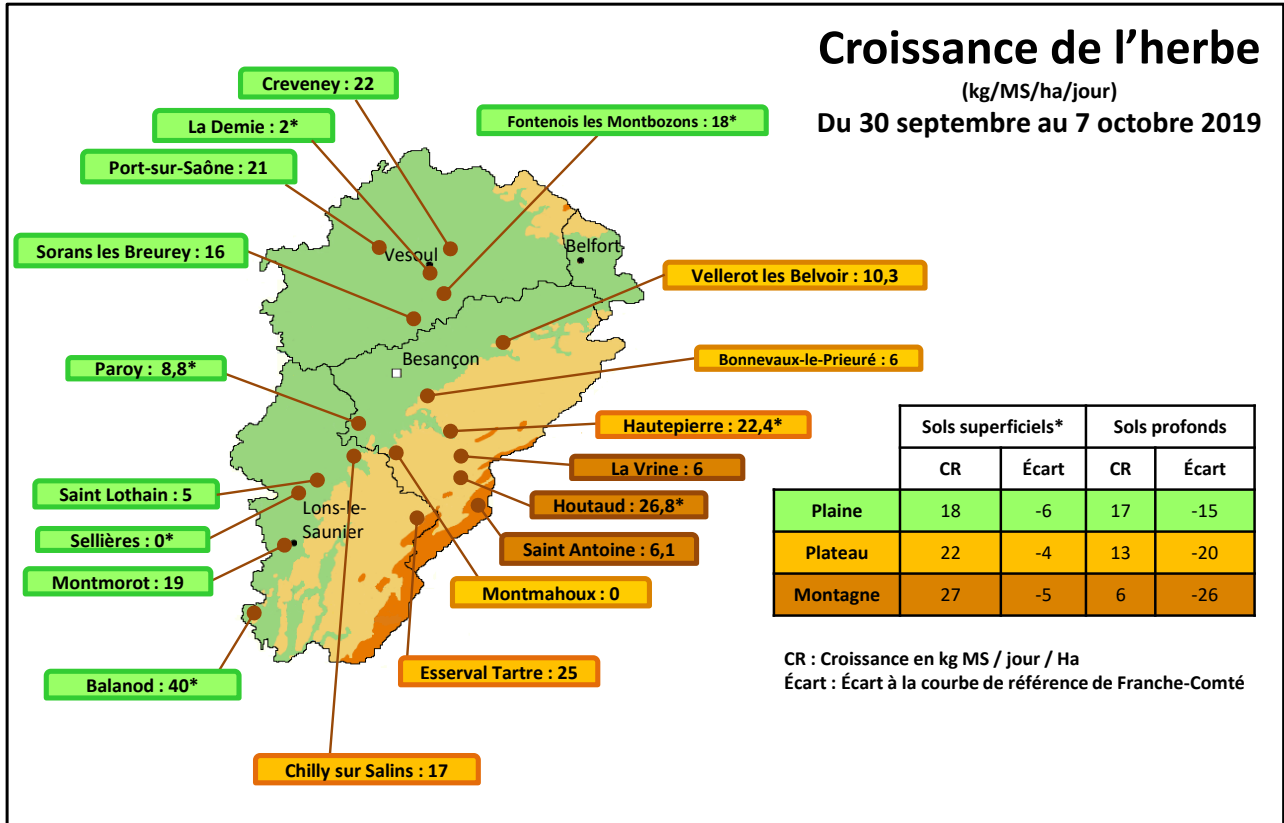 Croissance de l’herbe
(kg/MS/ha/jour)
Du 30 septembre au 7 octobre 2019
Creveney : 22
La Demie : 2*
Fontenois les Montbozons : 18*
Port-sur-Saône : 21
Sorans les Breurey : 16
Vesoul
Belfort
Vellerot les Belvoir : 10,3
Besançon
Bonnevaux-le-Prieuré : 6
Paroy : 8,8*
Hautepierre : 22,4*
La Vrine : 6
Saint Lothain : 5
Houtaud : 26,8*
Lons-le-
Saunier
Sellières : 0*
Saint Antoine : 6,1
Montmorot : 19
Montmahoux : 0
Esserval Tartre : 25
Balanod : 40*
Chilly sur Salins : 17
Sols superficiels* Sols profonds
CR Écart CR Écart
Plaine 18 -6 17 -15
Plateau 22 -4 13 -20
Montagne 27 -5 6 -26
CR : Croissance en kg MS / jour / Ha
Écart : Écart à la courbe de référence de Franche-Comté